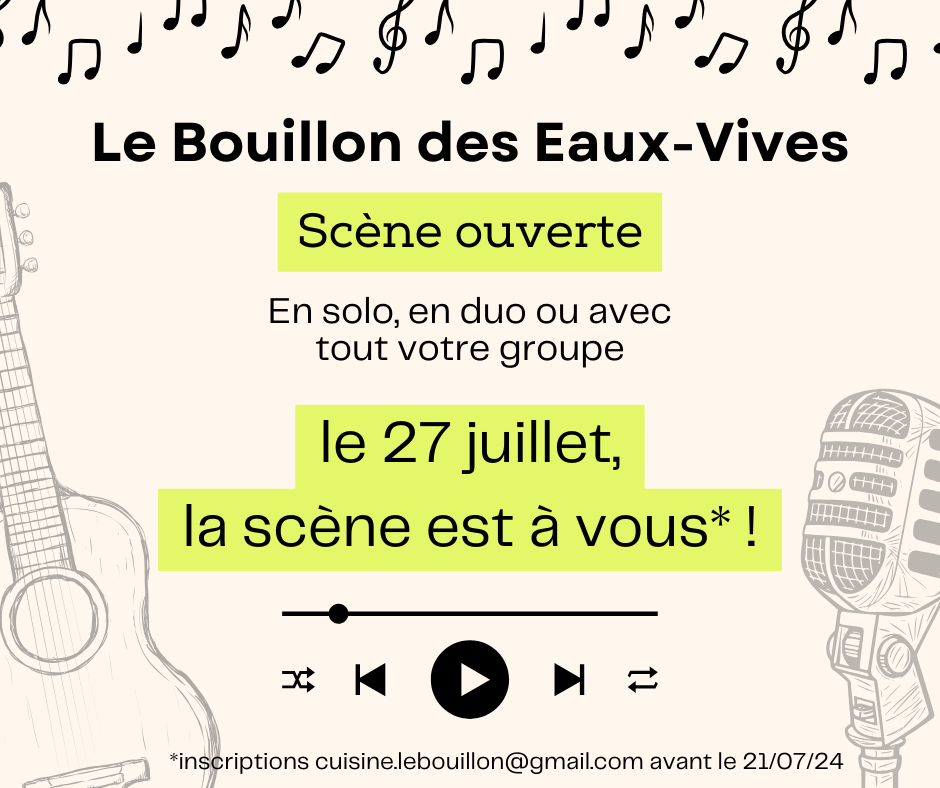 Le Bouillon des Eaux-Vives
Scène ouverte
En solo, en duo ou avec
tout votre groupe
le 27 juillet,
la scène est à vous* !
*inscriptions cuisine.lebouillon@gmail.com avant le 21/07/24